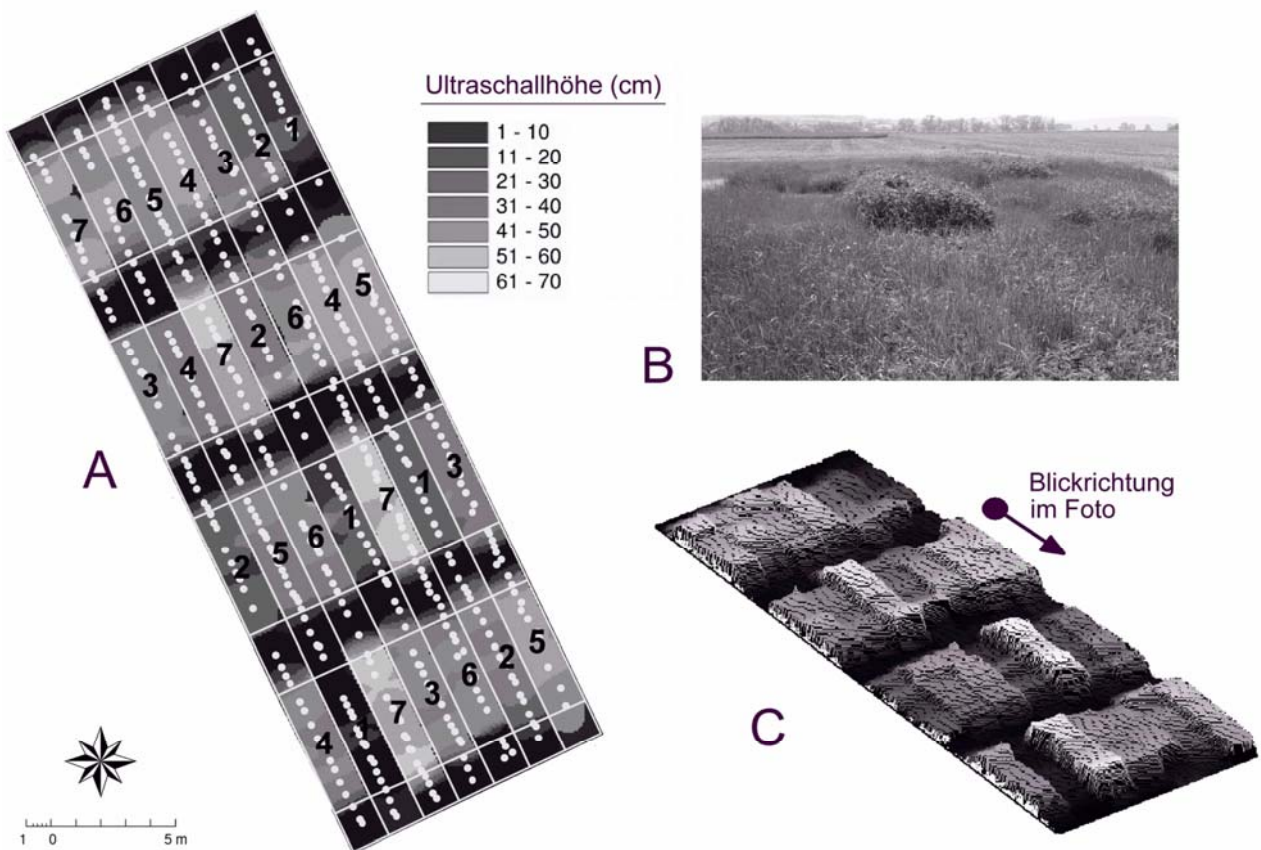 Ultraschallhöhe (cm)
1 - 10
11 - 20
21 - 30
31 - 40
41 - 50
51 - 60
61 - 70
7 6 5 4 3 2 1
3 4 7 2 6 4 5
2 5 6 1 7 1 3
4 7 3 6 2 5
A
1 0 5 m
B
Blickrichtung
im Foto
C